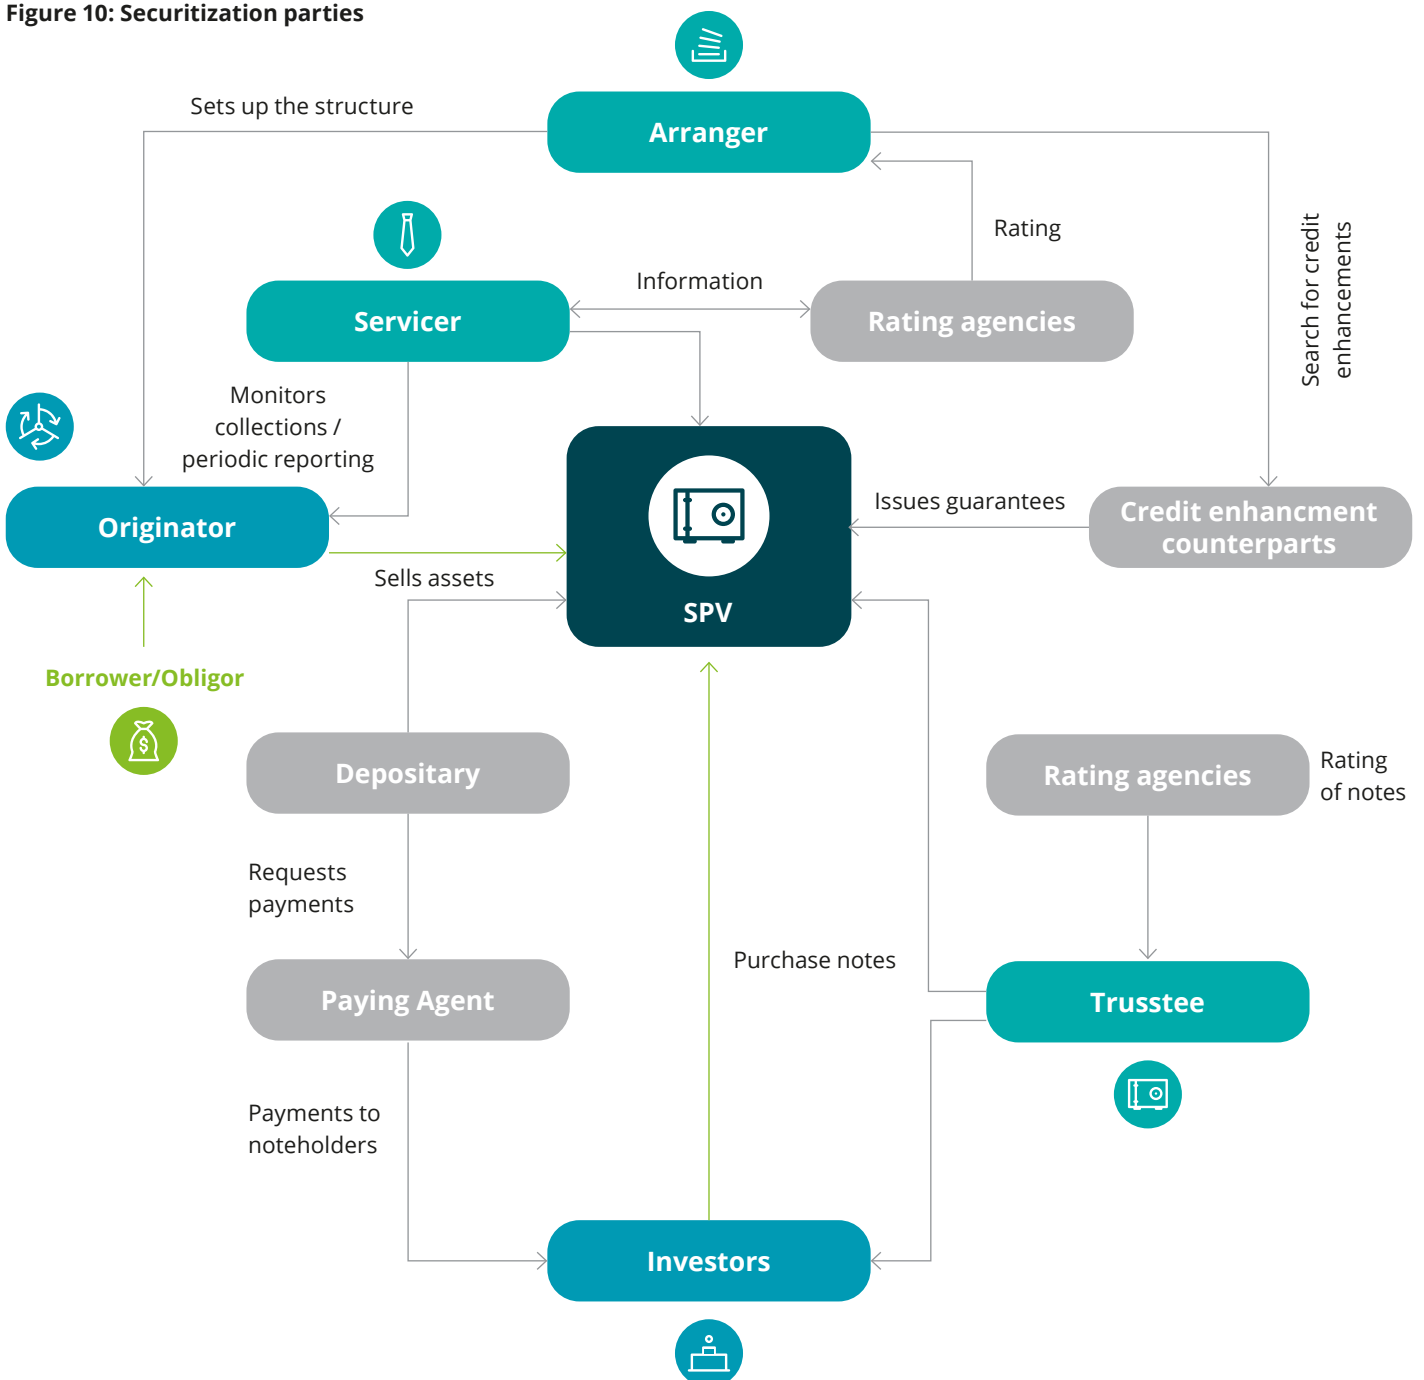 Figure 10: Securitization parties
Sets up the structure
Arranger
Rating
Search for credit
enhancements
Information
Servicer
Rating agencies
Monitors
collections /
periodic reporting
Originator
Issues guarantees
Credit enhancment
counterparts
Sells assets
SPV
Borrower/Obligor
$
Depositary
Rating agencies
Rating
of notes
Requests
payments
Purchase notes
Paying Agent
Trusstee
Payments to
noteholders
Investors